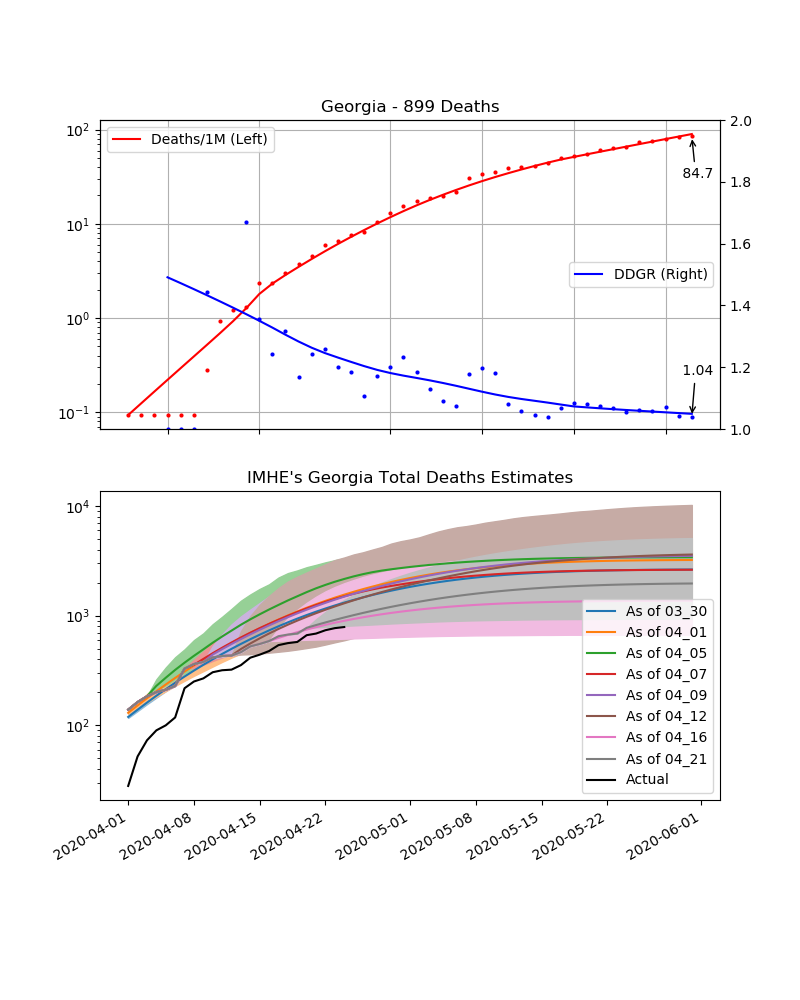 Georgia - 899 Deaths
10²
10¹
10⁰
10⁻¹
Deaths/1M (Left)
DDGR (Right)
84.7
1.04
2.0
1.8
1.6
1.4
1.2
1.0
IMHE's Georgia Total Deaths Estimates
10⁴
10³
10²
As of 03_30
As of 04_01
As of 04_05
As of 04_07
As of 04_09
As of 04_12
As of 04_16
As of 04_21
Actual
2020-04-01
2020-04-08
2020-04-15
2020-04-22
2020-05-01
2020-05-08
2020-05-15
2020-05-22
2020-06-01